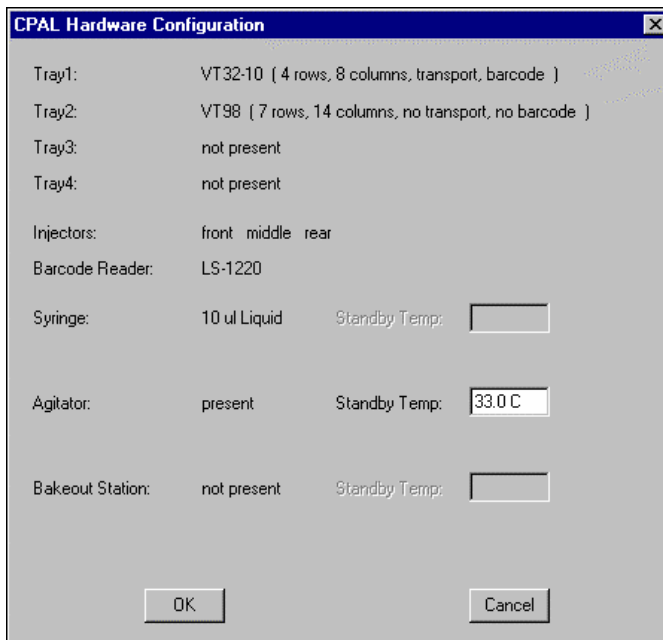 CPAL Hardware Configuration
Tray1: VT32-10 ( 4 rows, 8 columns, transport, barcode )
Tray2: VT98 ( 7 rows, 14 columns, no transport, no barcode )
Tray3: not present
Tray4: not present
Injectors: front middle rear
Barcode Reader: LS-1220
Syringe: 10 ul Liquid Standby Temp:
Agitator: present Standby Temp: 33.0 C
Bakeout Station: not present Standby Temp:
OK Cancel